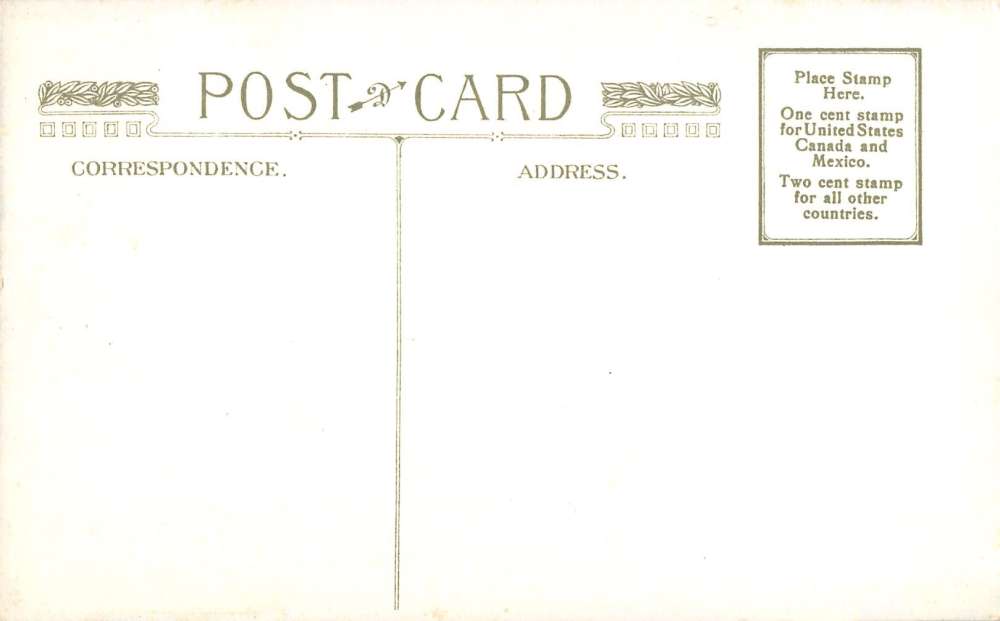 POST CARD
CORRESPONDENCE.
ADDRESS.
Place Stamp
Here.
One cent stamp
for United States
Canada and
Mexico.
Two cent stamp
for all other
countries.